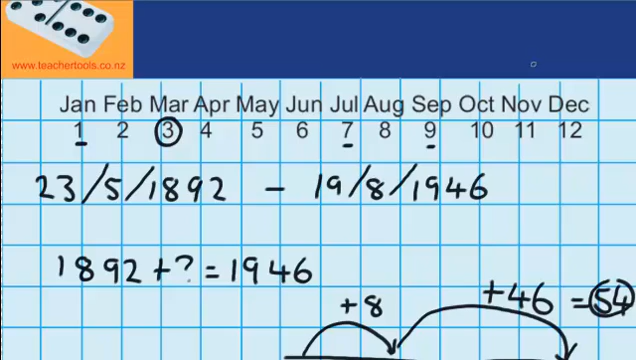 www.teachertools.co.nz
Jan Feb Mar Apr May Jun Jul Aug Sep Oct Nov Dec
1 2 3 4 5 6 7 8 9 10 11 12
23/5/1892 - 19/8/1946
1892 + ? = 1946
+8
+46 = 54